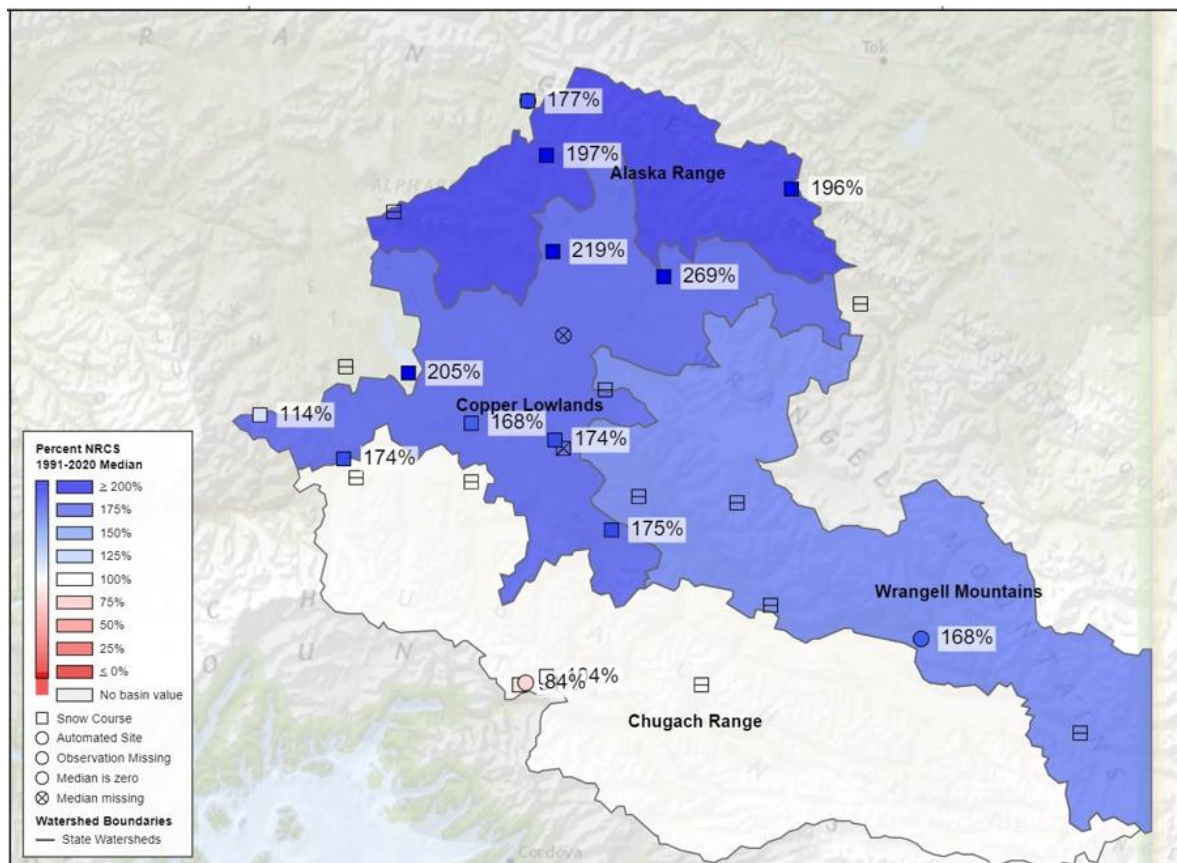 Tok
177%
197%
Alaska Range
196%
219%
269%
205%
Copper Lowlands
114%
168%
174%
174%
175%
Wrangell Mountains
168%
84%
Chugach Range
Cordova
Percent NRCS
1991-2020 Median
≥ 200%
175%
150%
125%
100%
75%
50%
25%
≤ 0%
No basin value
Snow Course
Automated Site
Observation Missing
Median is zero
Median missing
Watershed Boundaries
State Watersheds